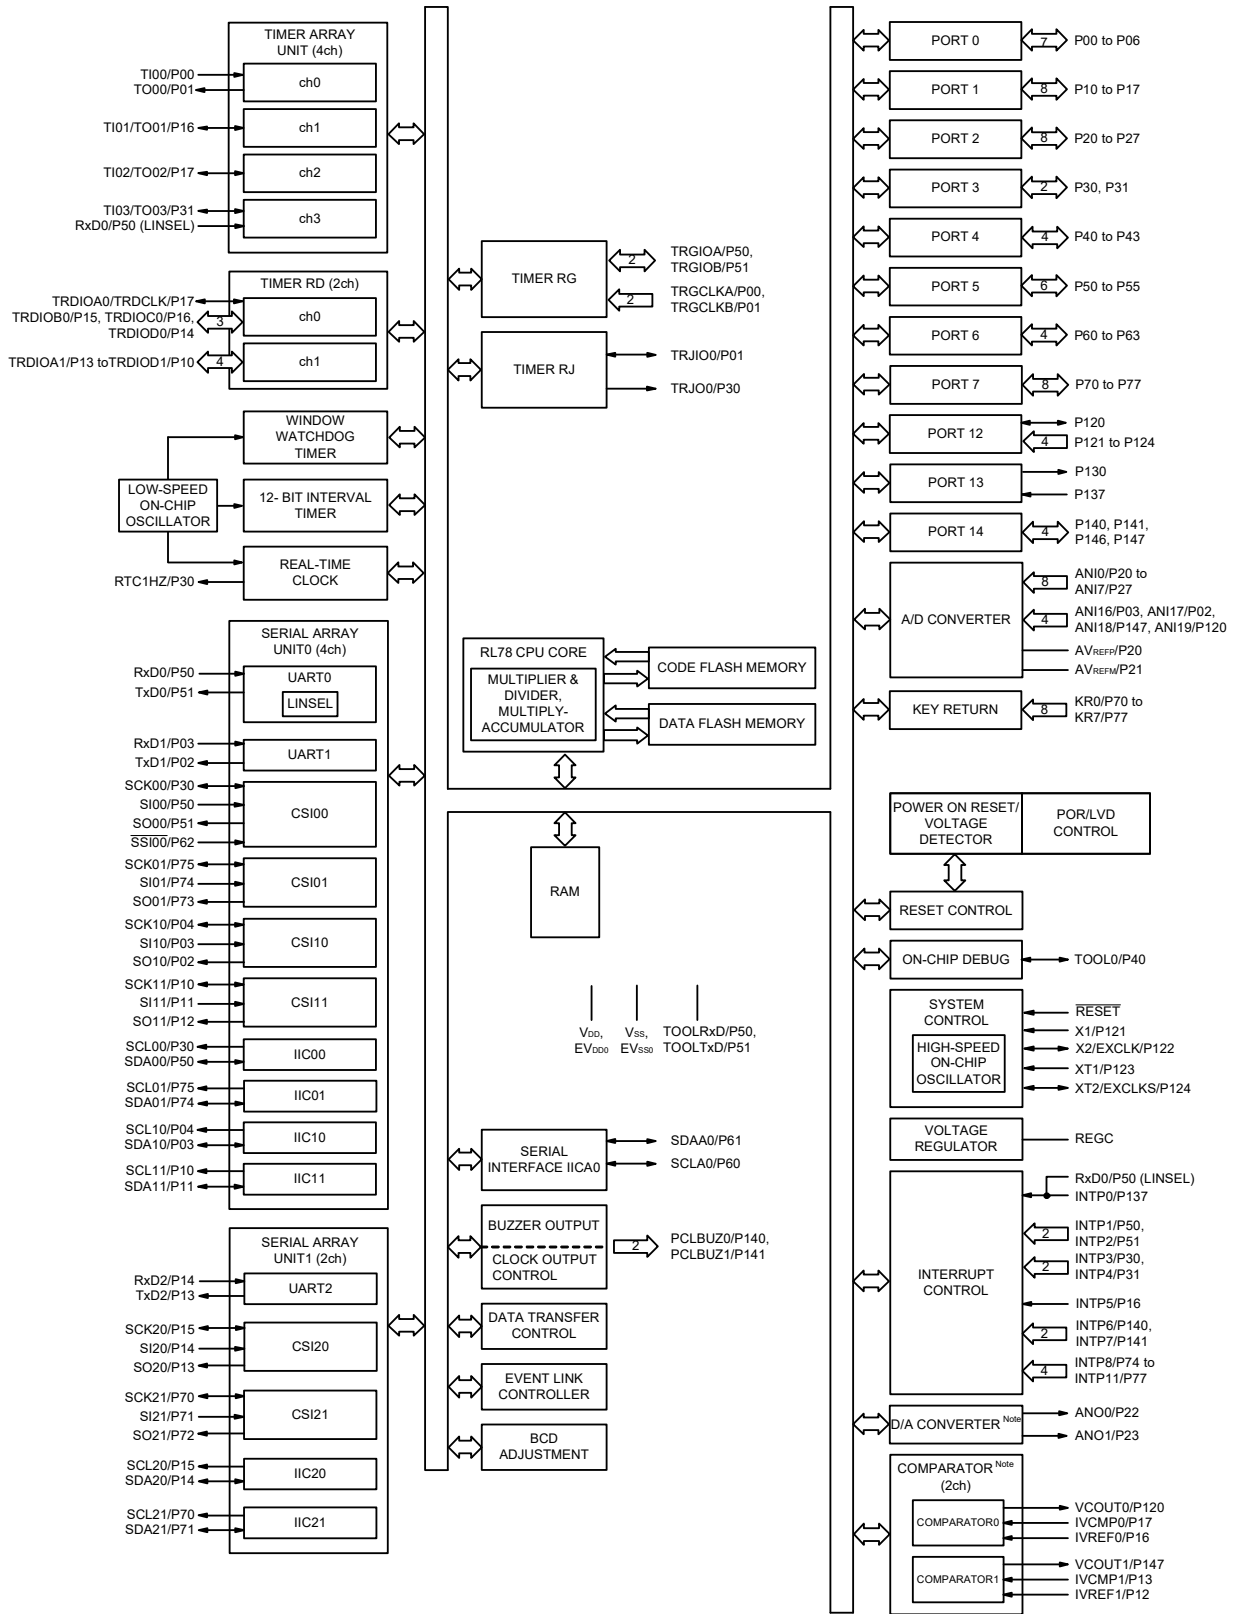 TIMER ARRAY
UNIT (4ch)
TI00/P00
TO00/P01
ch0
TI01/TO01/P16
ch1
TI02/TO02/P17
ch2
TI03/TO03/P31
RxD0/P50 (LINSEL)
ch3
TIMER RD (2ch)
TRDIOA0/TRDCLK/P17
TRDIOB0/P15, TRDIOC0/P16,
TRDIOD0/P14
3
ch0
TRDIOA1/P13 toTRDIOD1/P10
4
ch1
WINDOW
WATCHDOG
TIMER
LOW-SPEED
ON-CHIP
OSCILLATOR
12- BIT INTERVAL
TIMER
RTC1HZ/P30
REAL-TIME
CLOCK
SERIAL ARRAY
UNIT0 (4ch)
RxD0/P50
TxD0/P51
UART0
LINSEL
RxD1/P03
TxD1/P02
UART1
SCK00/P30
SI00/P50
SO00/P51
SSI00/P62
CSI00
SCK01/P75
SI01/P74
SO01/P73
CSI01
SCK10/P04
SI10/P03
SO10/P02
CSI10
SCK11/P10
SI11/P11
SO11/P12
CSI11
SCL00/P30
SDA00/P50
IIC00
SCL01/P75
SDA01/P74
IIC01
SCL10/P04
SDA10/P03
IIC10
SCL11/P10
SDA11/P11
IIC11
SERIAL ARRAY
UNIT1 (2ch)
RxD2/P14
TxD2/P13
UART2
SCK20/P15
SI20/P14
SO20/P13
CSI20
SCK21/P70
SI21/P71
SO21/P72
CSI21
SCL20/P15
SDA20/P14
IIC20
SCL21/P70
SDA21/P71
IIC21
TIMER RG
2
TRGIOA/P50,
TRGIOB/P51
2
TRGCLKA/P00,
TRGCLKB/P01
TIMER RJ
TRJIO0/P01
TRJO0/P30
RL78 CPU CORE
MULTIPLIER &
DIVIDER,
MULTIPLY-
ACCUMULATOR
CODE FLASH MEMORY
DATA FLASH MEMORY
RAM
VDD,
EVDD0
VSS,
EVSS0
TOOLRxD/P50,
TOOLTxD/P51
SERIAL
INTERFACE IICA0
SDAA0/P61
SCLA0/P60
BUZZER OUTPUT
CLOCK OUTPUT
CONTROL
2
PCLBUZ0/P140,
PCLBUZ1/P141
DATA TRANSFER
CONTROL
EVENT LINK
CONTROLLER
BCD
ADJUSTMENT
PORT 0
7
P00 to P06
PORT 1
8
P10 to P17
PORT 2
8
P20 to P27
PORT 3
2
P30, P31
PORT 4
4
P40 to P43
PORT 5
6
P50 to P55
PORT 6
4
P60 to P63
PORT 7
8
P70 to P77
PORT 12
P120
4
P121 to P124
PORT 13
P130
P137
PORT 14
4
P140, P141,
P146, P147
A/D CONVERTER
8
ANI0/P20 to
ANI7/P27
4
ANI16/P03, ANI17/P02,
ANI18/P147, ANI19/P120
AVREFP/P20
AVREFM/P21
KEY RETURN
8
KR0/P70 to
KR7/P77
POWER ON RESET/
VOLTAGE
DETECTOR
POR/LVD
CONTROL
RESET CONTROL
ON-CHIP DEBUG
TOOL0/P40
SYSTEM
CONTROL
HIGH-SPEED
ON-CHIP
OSCILLATOR
RESET
X1/P121
X2/EXCLK/P122
XT1/P123
XT2/EXCLKS/P124
VOLTAGE
REGULATOR
REGC
INTERRUPT
CONTROL
RxD0/P50 (LINSEL)
INTP0/P137
2
INTP1/P50,
INTP2/P51
2
INTP3/P30,
INTP4/P31
INTP5/P16
2
INTP6/P140,
INTP7/P141
4
INTP8/P74 to
INTP11/P77
D/A CONVERTER Note
ANO0/P22
ANO1/P23
COMPARATOR Note
(2ch)
COMPARATOR0
VCOUT0/P120
IVCMP0/P17
IVREF0/P16
COMPARATOR1
VCOUT1/P147
IVCMP1/P13
IVREF1/P12